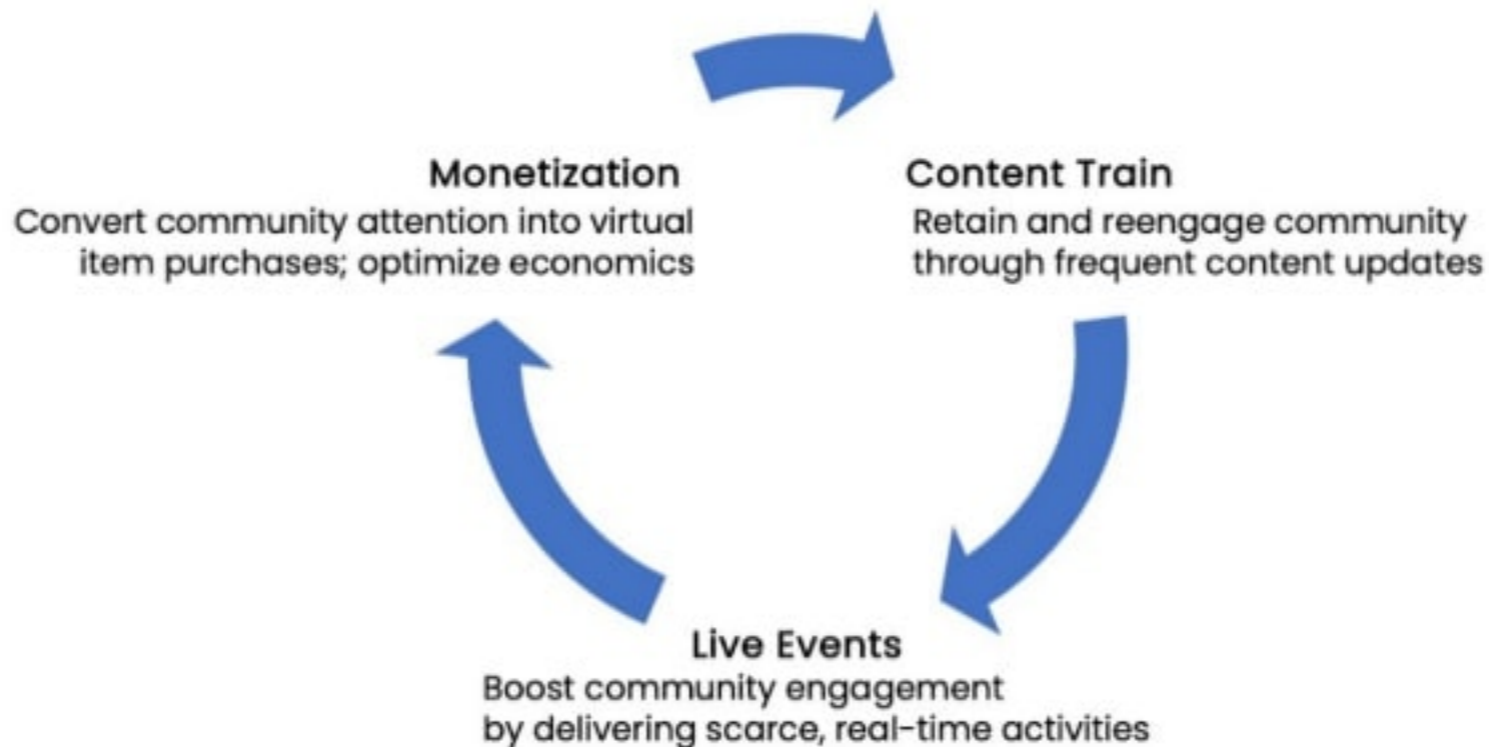 Monetization
Convert community attention into virtual
item purchases; optimize economics
Content Train
Retain and reengage community
through frequent content updates
Live Events
Boost community engagement
by delivering scarce, real-time activities